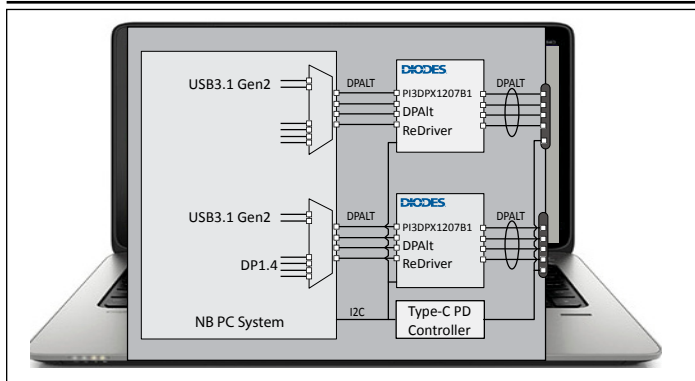 USB3.1 Gen2
DPALT
DIODES
PI3DPX1207B1
DPAlt
ReDriver
DPALT
USB3.1 Gen2
DP1.4
DPALT
DIODES
PI3DPX1207B1
DPAlt
ReDriver
DPALT
NB PC System
I2C
Type-C PD
Controller